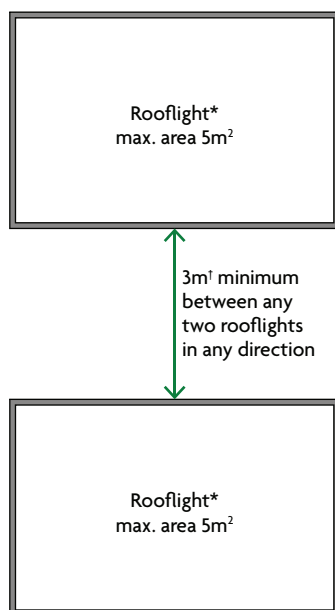 Rooflight*
max. area 5m²
3m† minimum
between any
two rooflights
in any direction
Rooflight*
max. area 5m²